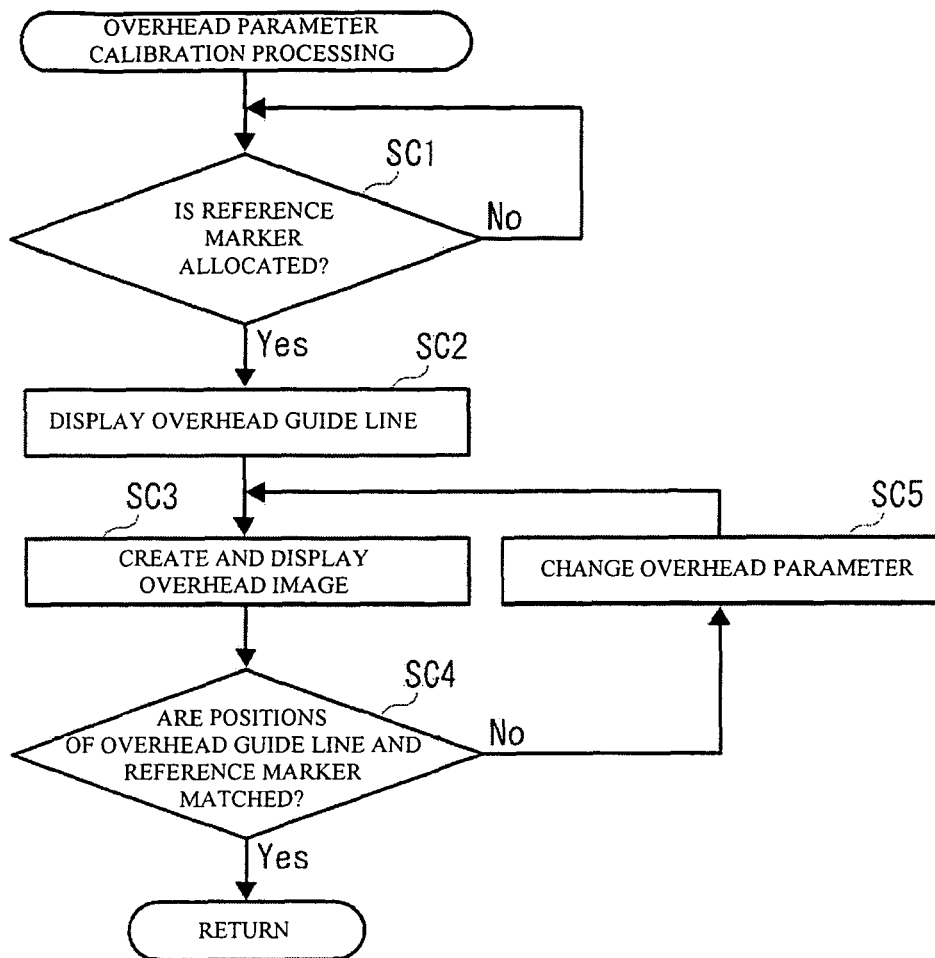 OVERHEAD PARAMETER
CALIBRATION PROCESSING
SC1
IS REFERENCE
MARKER
ALLOCATED?
No
Yes
SC2
DISPLAY OVERHEAD GUIDE LINE
SC3
CREATE AND DISPLAY
OVERHEAD IMAGE
SC5
CHANGE OVERHEAD PARAMETER
SC4
ARE POSITIONS
OF OVERHEAD GUIDE LINE AND
REFERENCE MARKER
MATCHED?
No
Yes
RETURN